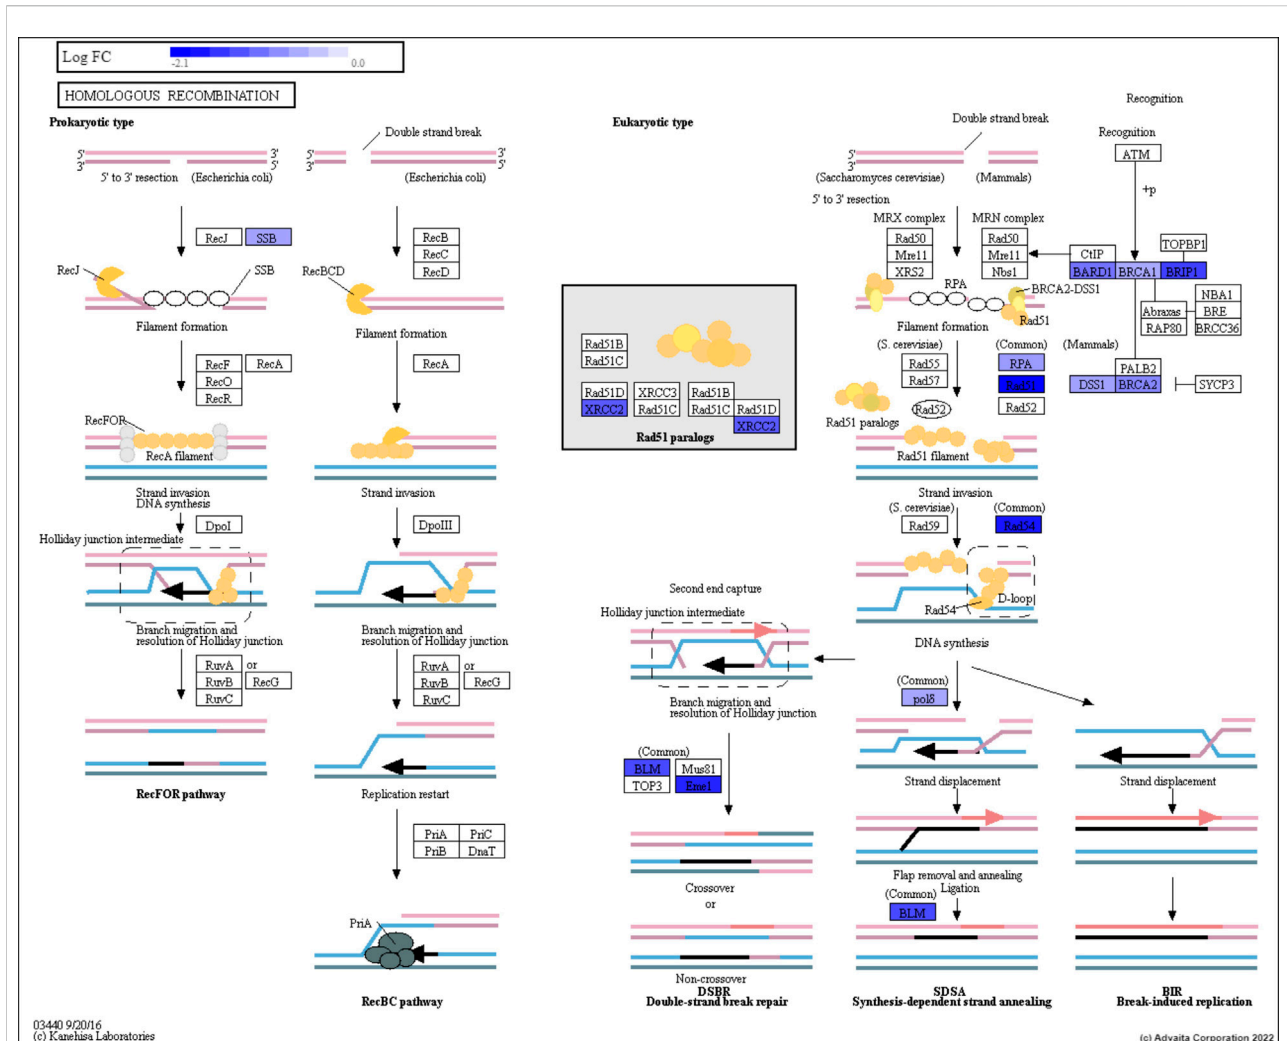 Log FC
-2.1
0.0
HOMOLOGOUS RECOMBINATION
Prokaryotic type
Double strand break
5'
3'
3'
5'
5'
3'
3'
5' to 3' resection
(Escherichia coli)
(Escherichia coli)
RecJ
SSB
RecB
RecC
RecD
RecJ
SSB
RecBCD
Filament formation
Filament formation
RecF
RecA
RecO
RecR
RecA
RecFOR
RecA filament
Strand invasion
DNA synthesis
Strand invasion
DpoI
DpoIII
Holliday junction intermediate
Branch migration and
resolution of Holliday junction
Branch migration and
resolution of Holliday junction
RuvA
or
RuvB
RecG
RuvC
RuvA
or
RuvB
RecG
RuvC
RecFOR pathway
Replication restart
PriA
PriC
PriB
DnaT
PriA
RecBC pathway
Eukaryotic type
Recognition
Double strand break
Recognition
ATM
5'
3'
(Saccharomyces cerevisiae)
(Mammals)
5' to 3' resection
+p
MRX complex
MRN complex
Rad50
Mre11
XRS2
Rad50
Mre11
Nbs1
TOPBP1
CtIP
BARD1
BRCA1
BRIP1
RPA
BRCA2-DSS1
Rad51
NBA1
Abraxas
BRE
RAP80
BRCC36
Filament formation
(S. cerevisiae)
(Common)
(Mammals)
Rad55
Rad57
RPA
Rad51
PALB2
DSS1
BRCA2
SYCP3
Rad52
Rad52
Rad51 paralogs
Rad51 filament
Rad51B
Rad51C
Rad51D
XRCC3
Rad51B
XRCC2
Rad51C
Rad51C
Rad51D
XRCC2
Rad51 paralogs
Strand invasion
(S. cerevisiae)
(Common)
Rad59
Rad54
D-loop
Rad54
DNA synthesis
Second end capture
Holliday junction intermediate
(Common)
polδ
Branch migration and
resolution of Holliday junction
(Common)
BLM
Mus81
TOP3
Eme1
Strand displacement
Strand displacement
Crossover
or
Flap removal and annealing
Ligation
(Common)
BLM
Non-crossover
DSBR
Double-strand break repair
SDSA
Synthesis-dependent strand annealing
BIR
Break-induced replication
03440 9/20/16
(c) Kanehisa Laboratories
(c) Advaita Corporation 2022